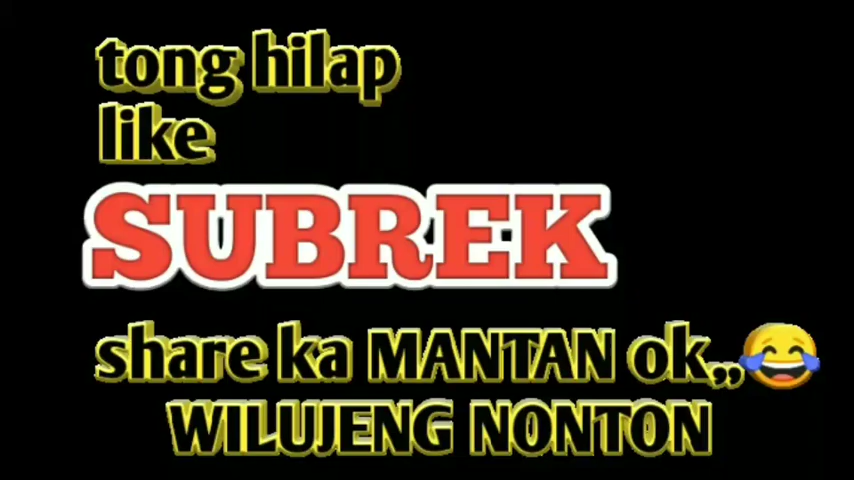 tong hilap
like
SUBREK
share ka MANTAN ok,,😂
WILUJENG NONTON